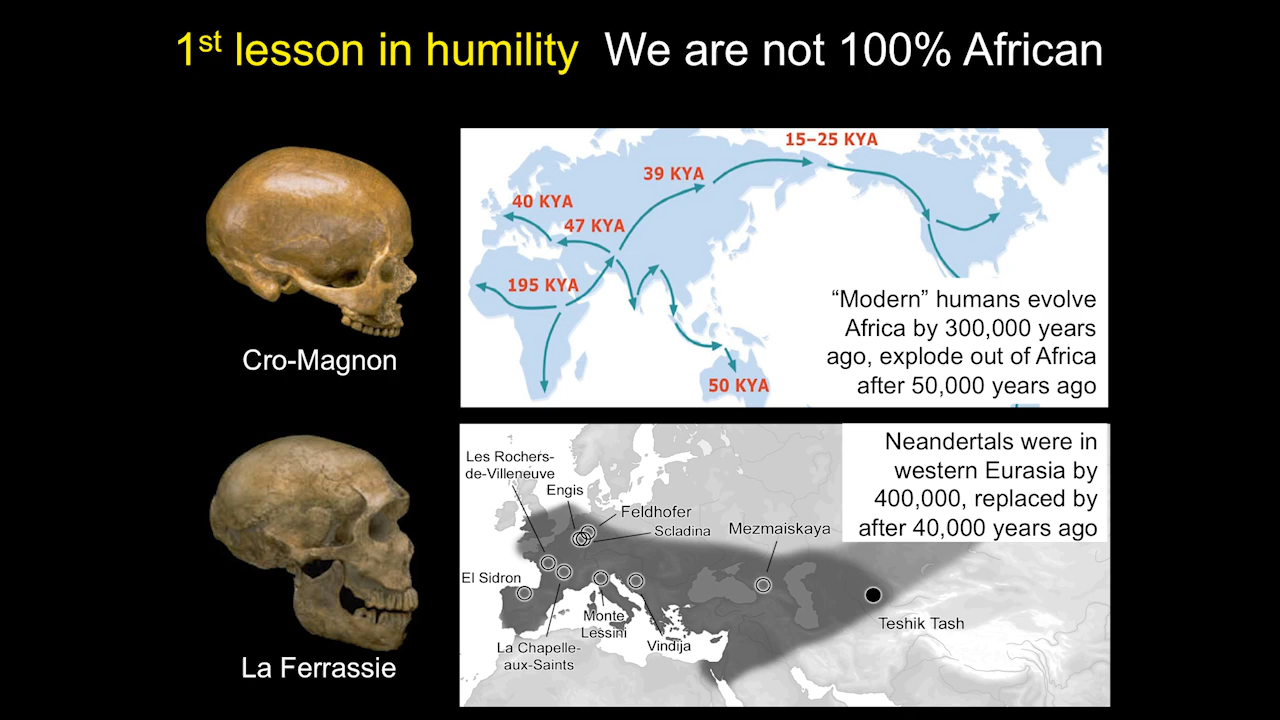 1st lesson in humility We are not 100% African
15–25 KYA
39 KYA
40 KYA
47 KYA
195 KYA
50 KYA
“Modern” humans evolve
Africa by 300,000 years
ago, explode out of Africa
after 50,000 years ago
Cro-Magnon
Neandertals were in
western Eurasia by
400,000, replaced by
after 40,000 years ago
Les Rochers-
de-Villeneuve
Engis
Feldhofer
Scladina
Mezmaiskaya
El Sidron
Monte
Lessini
Teshik Tash
Vindija
La Chapelle-
aux-Saints
La Ferrassie